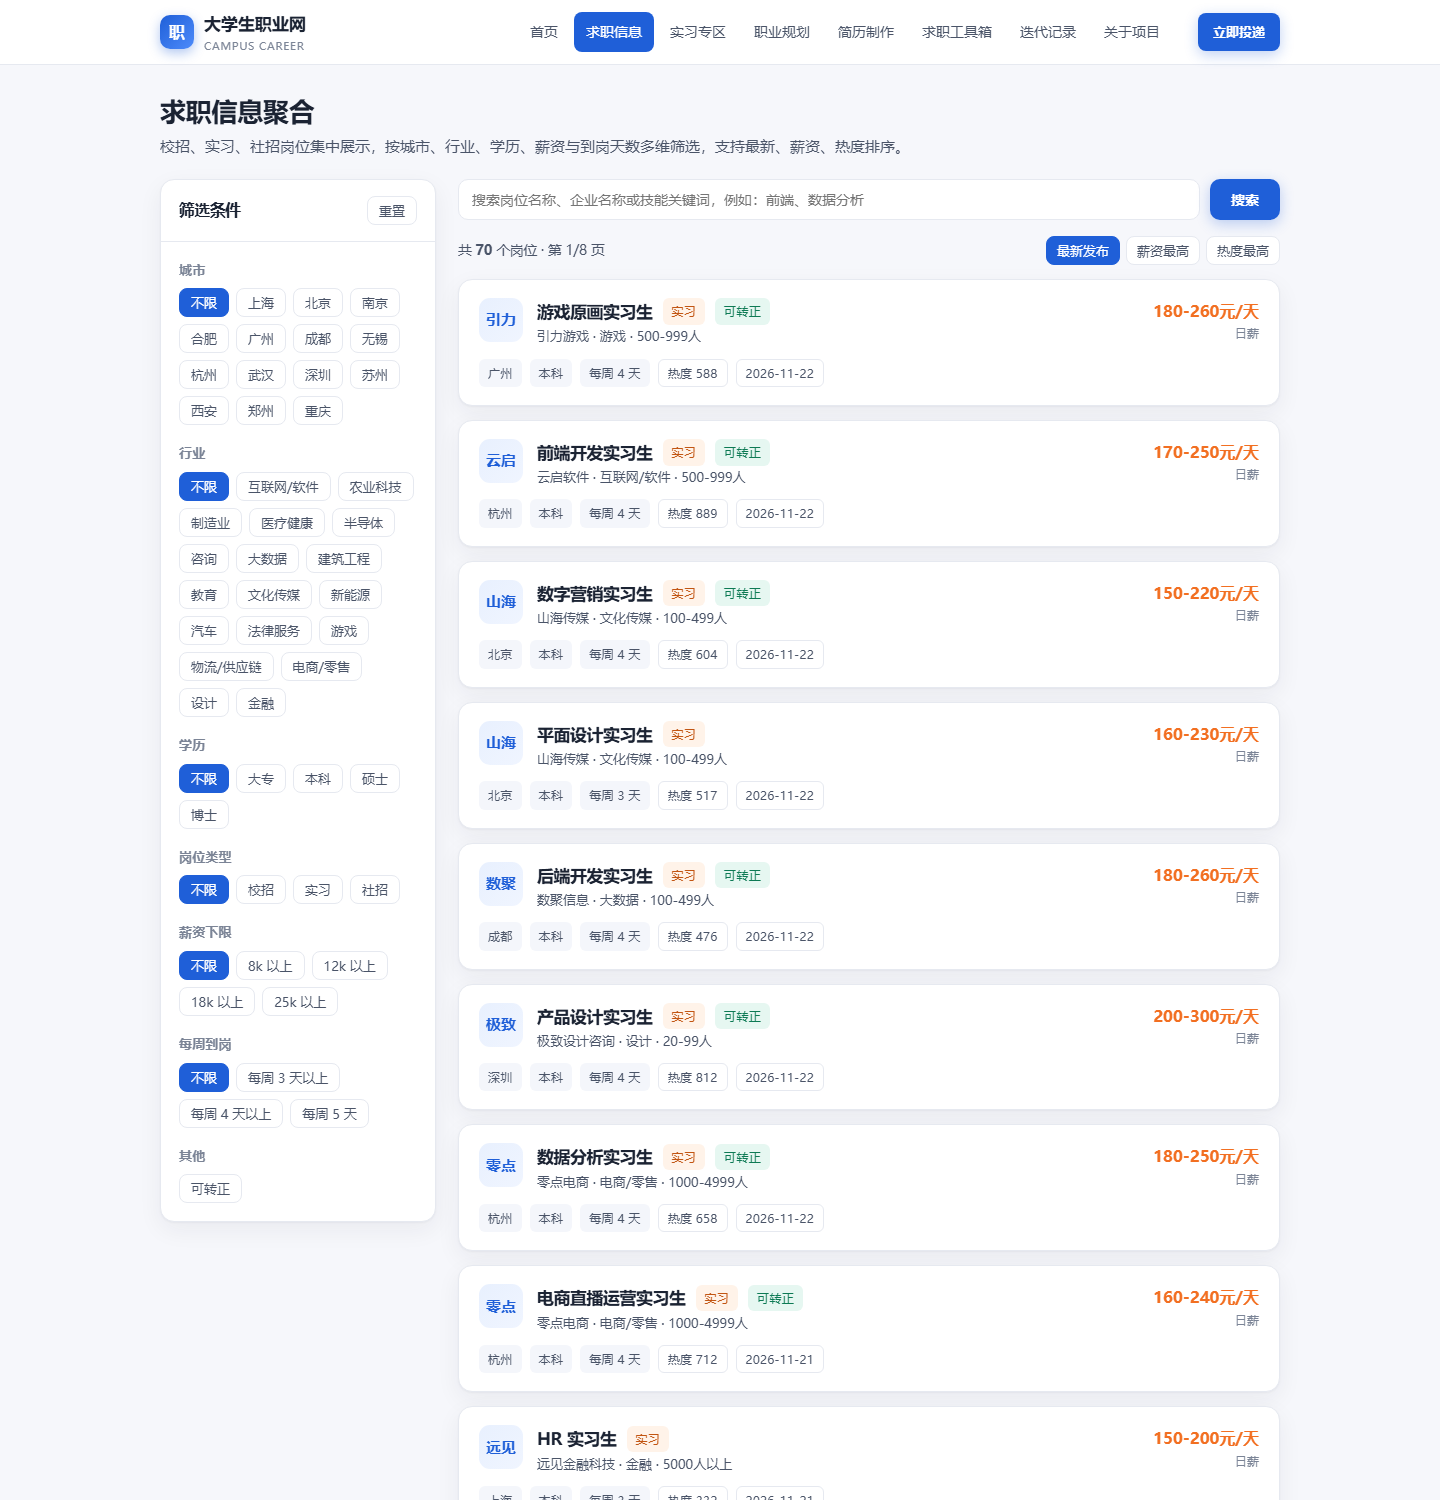 职
大学生职业网
CAMPUS CAREER
首页 求职信息 实习专区 职业规划 简历制作 求职工具箱 迭代记录 关于项目 立即投递
求职信息聚合
校招、实习、社招岗位集中展示，按城市、行业、学历、薪资与到岗天数多维筛选，支持最新、薪资、热度排序。
筛选条件 重置
城市
不限 上海 北京 南京
合肥 广州 成都 无锡
杭州 武汉 深圳 苏州
西安 郑州 重庆
行业
不限 互联网/软件 农业科技
制造业 医疗健康 半导体
咨询 大数据 建筑工程
教育 文化传媒 新能源
汽车 法律服务 游戏
物流/供应链 电商/零售
设计 金融
学历
不限 大专 本科 硕士
博士
岗位类型
不限 校招 实习 社招
薪资下限
不限 8k 以上 12k 以上
18k 以上 25k 以上
每周到岗
不限 每周 3 天以上
每周 4 天以上 每周 5 天
其他
可转正
搜索岗位名称、企业名称或技能关键词，例如：前端、数据分析 搜索
共 70 个岗位 · 第 1/8 页 最新发布 薪资最高 热度最高
引力 游戏原画实习生 实习 可转正 180-260元/天
引力游戏 · 游戏 · 500-999人 日薪
广州 本科 每周 4 天 热度 588 2026-11-22
云启 前端开发实习生 实习 可转正 170-250元/天
云启软件 · 互联网/软件 · 500-999人 日薪
杭州 本科 每周 4 天 热度 889 2026-11-22
山海 数字营销实习生 实习 可转正 150-220元/天
山海传媒 · 文化传媒 · 100-499人 日薪
北京 本科 每周 4 天 热度 604 2026-11-22
山海 平面设计实习生 实习 160-230元/天
山海传媒 · 文化传媒 · 100-499人 日薪
北京 本科 每周 3 天 热度 517 2026-11-22
数聚 后端开发实习生 实习 可转正 180-260元/天
数聚信息 · 大数据 · 100-499人 日薪
成都 本科 每周 4 天 热度 476 2026-11-22
极致 产品设计实习生 实习 可转正 200-300元/天
极致设计咨询 · 设计 · 20-99人 日薪
深圳 本科 每周 4 天 热度 812 2026-11-22
零点 数据分析实习生 实习 可转正 180-250元/天
零点电商 · 电商/零售 · 1000-4999人 日薪
杭州 本科 每周 4 天 热度 658 2026-11-22
零点 电商直播运营实习生 实习 可转正 160-240元/天
零点电商 · 电商/零售 · 1000-4999人 日薪
杭州 本科 每周 4 天 热度 712 2026-11-21
远见 HR 实习生 实习 150-200元/天
远见金融科技 · 金融 · 5000人以上 日薪
上海 本科 每周 3 天 热度 332 2026-11-21